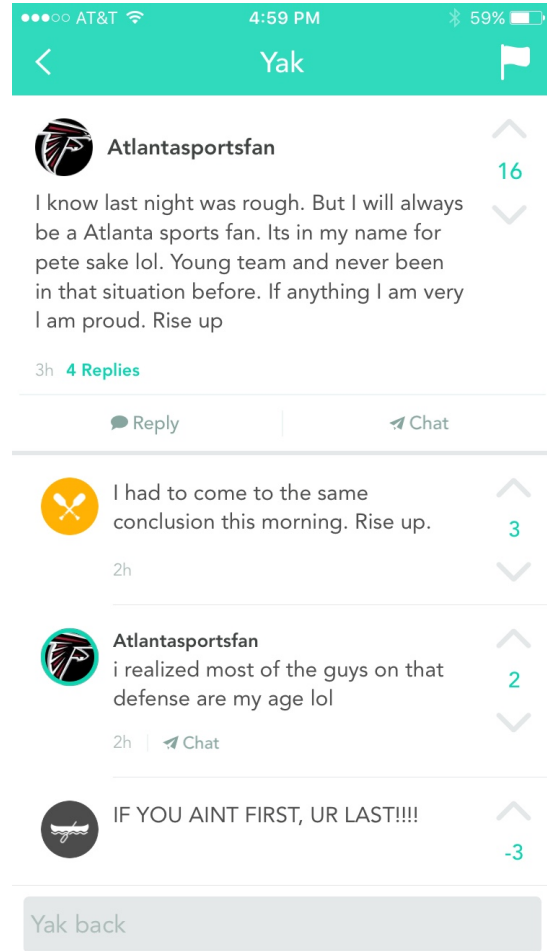 AT&T 4:59 PM 59%
Yak
Atlantasportsfan
16
I know last night was rough. But I will always
be a Atlanta sports fan. Its in my name for
pete sake lol. Young team and never been
in that situation before. If anything I am very
I am proud. Rise up
3h 4 Replies
Reply Chat
I had to come to the same
conclusion this morning. Rise up.
3
2h
Atlantasportsfan
i realized most of the guys on that
defense are my age lol
2
2h Chat
IF YOU AINT FIRST, UR LAST!!!!
-3
Yak back